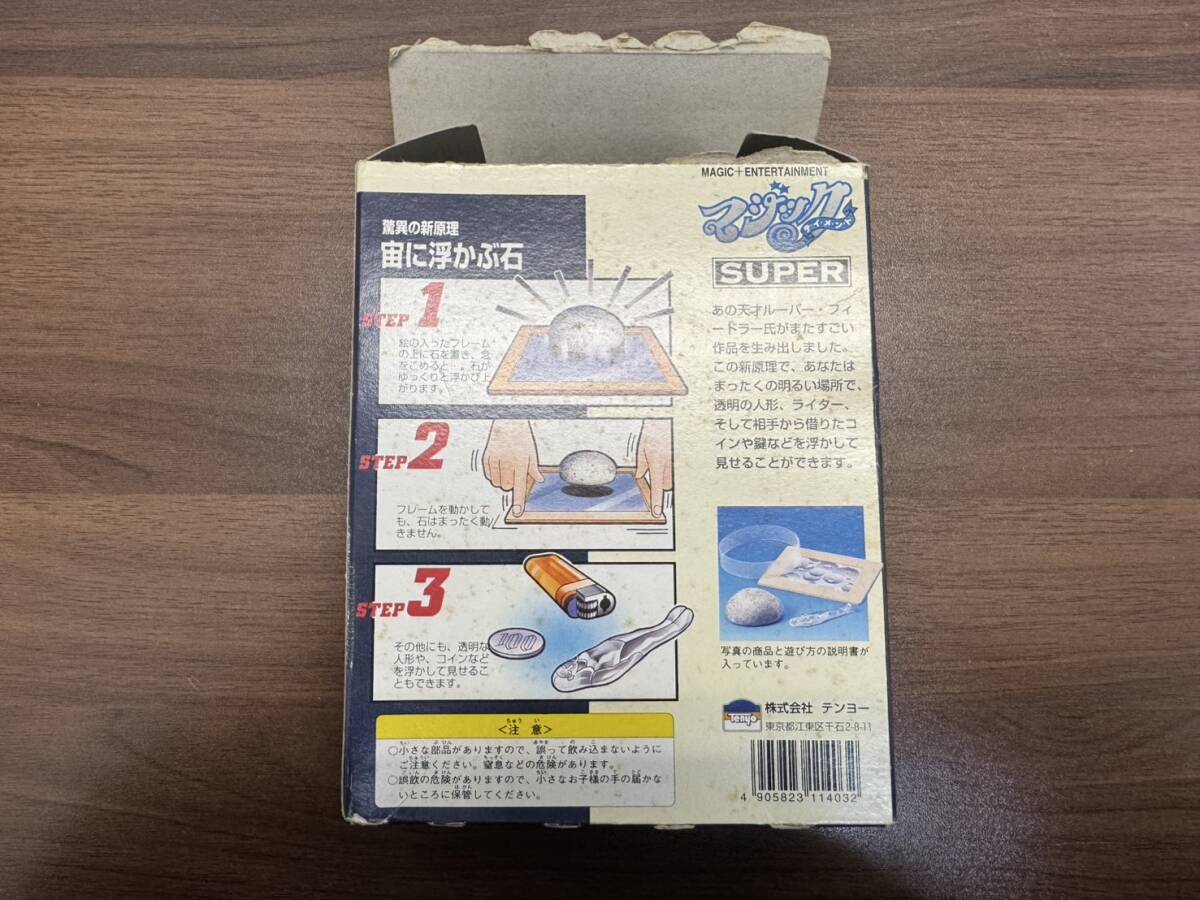 MAGIC+ENTERTAINMENT
マジック
タイ・メ・ン・ト
SUPER
驚異の新原理
宙に浮かぶ石
STEP 1
絵の入ったフレーム
の上に石を置き、念
をこめると…。石が
ゆっくりと浮かび上
がります。
STEP 2
フレームを動かして
も、石はまったく動
きません。
STEP 3
その他にも、透明な
人形や、コインなど
を浮かして見せるこ
ともできます。
100
あの天才ルーバー・フィ
ードラー氏がまたすごい
作品を生み出しました。
この新原理で、あなたは
まったくの明るい場所で、
透明の人形、ライター、
そして相手から借りたコ
インや鍵などを浮かして
見せることができます。
写真の商品と遊び方の説明書が
入っています。
Tenyo
株式会社 テンヨー
東京都江東区千石2-8-11
4 905823 114032
<注意>
○小さな部品がありますので、誤って飲み込まないように
ご注意ください。窒息などの危険があります。
○誤飲の危険がありますので、小さなお子様の手の届かな
いところに保管してください。